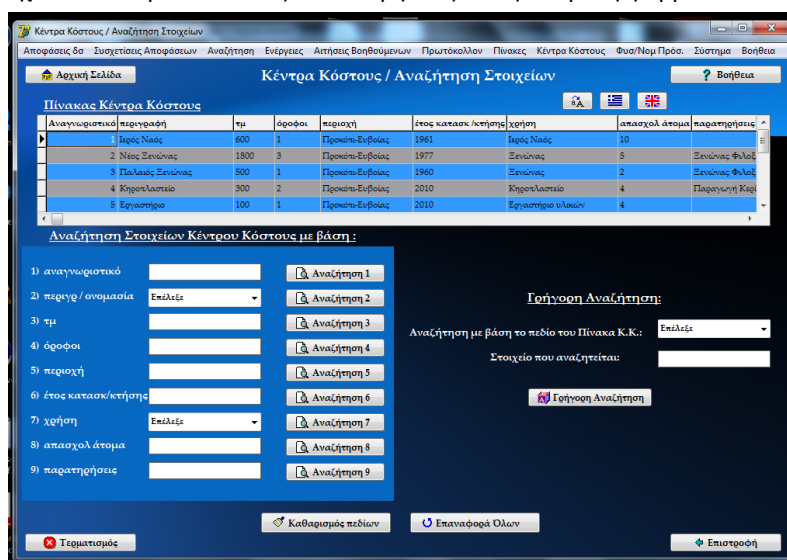 Κέντρα Κόστους / Αναζήτηση Στοιχείων
Αποφάσεις δσ Συσχετίσεις Αποφάσεων Αναζήτηση Ενέργειες Αιτήσεις Βοηθούμενων Πρωτόκολλον Πίνακες Κέντρα Κόστους Φυσ/Νομ Πρόσ. Σύστημα Βοήθεια
Αρχική Σελίδα Κέντρα Κόστους / Αναζήτηση Στοιχείων Βοήθεια
Πίνακας Κέντρα Κόστους
Αναγνωριστικό περιγραφή τμ όροφοι περιοχή έτος κατασκ /κτήσης χρήση απασχολ άτομα παρατηρήσεις
1 Ιερός Ναός 600 1 Προκόπι-Ευβοίας 1961 Ιερός Ναός 10
2 Νέος Ξενώνας 1800 3 Προκόπι-Ευβοίας 1977 Ξενώνας 5 Ξενώνας Φιλοξ
3 Παλαιός Ξενώνας 500 1 Προκόπι-Ευβοίας 1960 Ξενώνας 2 Ξενώνας Φιλοξ
4 Κηροπλαστείο 300 2 Προκόπι-Ευβοίας 2010 Κηροπλαστείο 4 Παραγωγή Κερί
5 Εργαστήριο 100 1 Προκόπι-Ευβοίας 2010 Εργαστήριο υλικών 4
Αναζήτηση Στοιχείων Κέντρου Κόστους με βάση :
1) αναγνωριστικό Αναζήτηση 1
2) περιγρ / ονομασία Επέλεξε Αναζήτηση 2
3) τμ Αναζήτηση 3
4) όροφοι Αναζήτηση 4
5) περιοχή Αναζήτηση 5
6) έτος κατασκ/κτήσης Αναζήτηση 6
7) χρήση Επέλεξε Αναζήτηση 7
8) απασχολ άτομα Αναζήτηση 8
9) παρατηρήσεις Αναζήτηση 9
Γρήγορη Αναζήτηση:
Αναζήτηση με βάση το πεδίο του Πίνακα Κ.Κ.: Επέλεξε
Στοιχείο που αναζητείται:
Γρήγορη Αναζήτηση
Καθαρισμός πεδίων Επαναφορά Όλων
Τερματισμός Επιστροφή